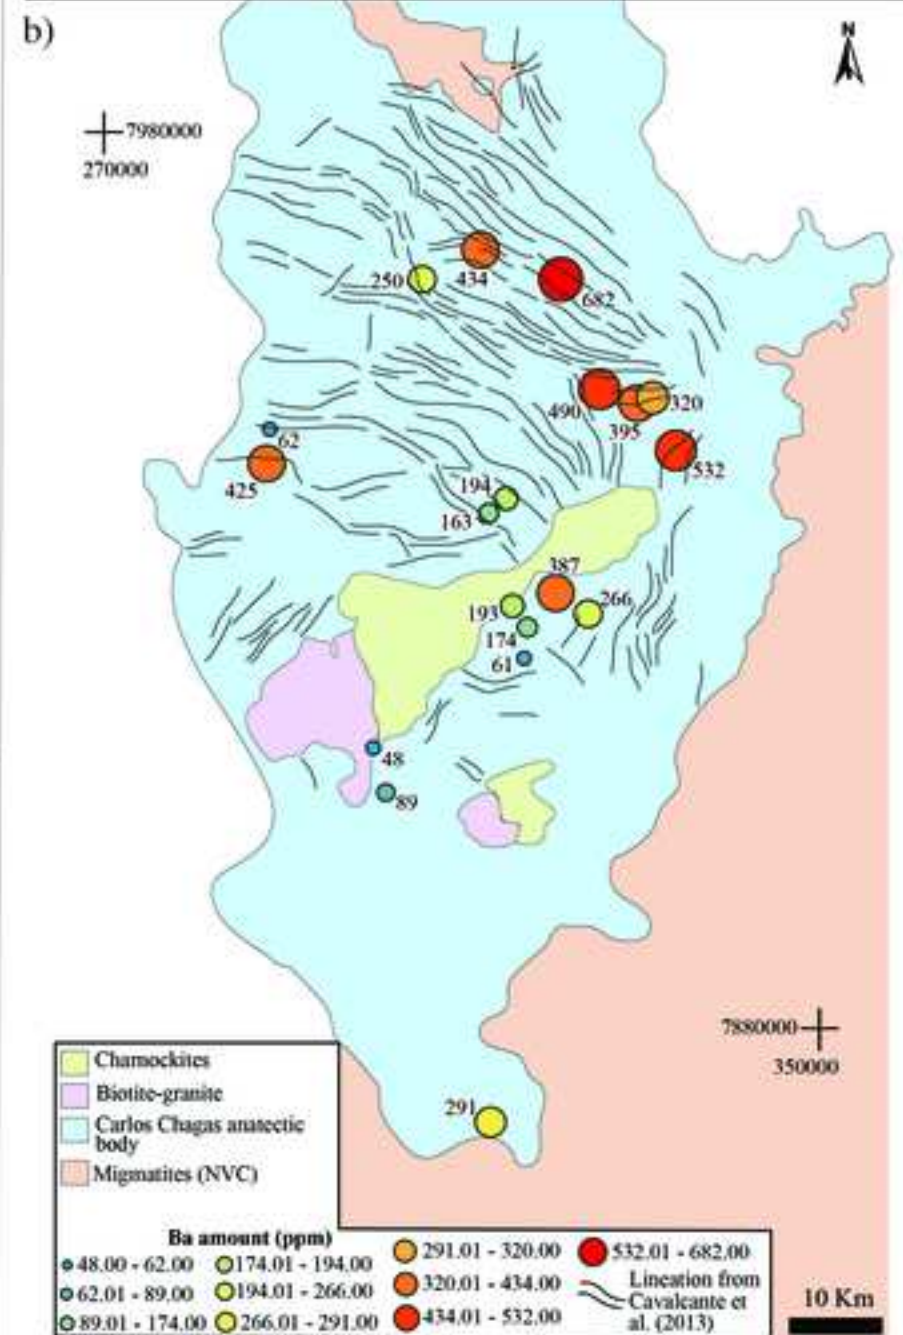 b)
N
7980000
270000
250
434
682
490
395
320
62
425
532
194
163
387
193
266
174
61
48
89
7880000
350000
291
Charnockites
Biotite-granite
Carlos Chagas anatectic
body
Migmatites (NVC)
Ba amount (ppm)
48.00 - 62.00
174.01 - 194.00
291.01 - 320.00
532.01 - 682.00
62.01 - 89.00
194.01 - 266.00
320.01 - 434.00
Lineation from
Cavalcante et
al. (2013)
89.01 - 174.00
266.01 - 291.00
434.01 - 532.00
10 Km